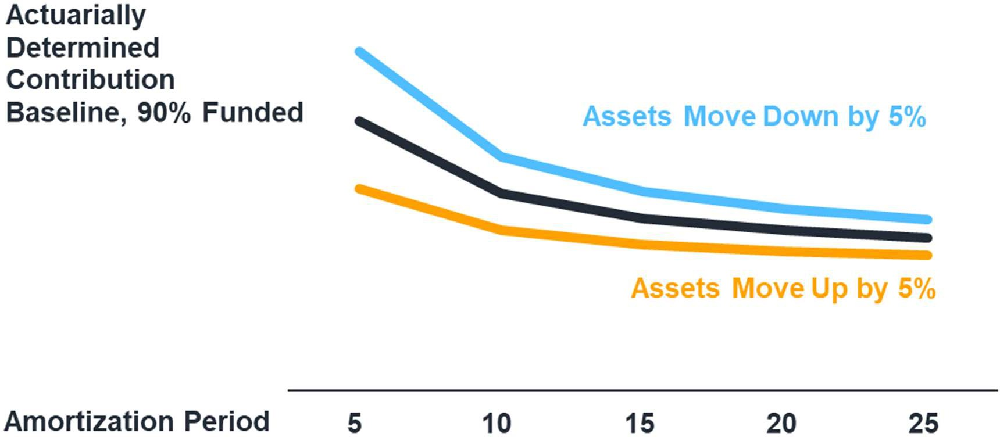 Actuarially
Determined
Contribution
Baseline, 90% Funded
Assets Move Down by 5%
Assets Move Up by 5%
Amortization Period 5 10 15 20 25